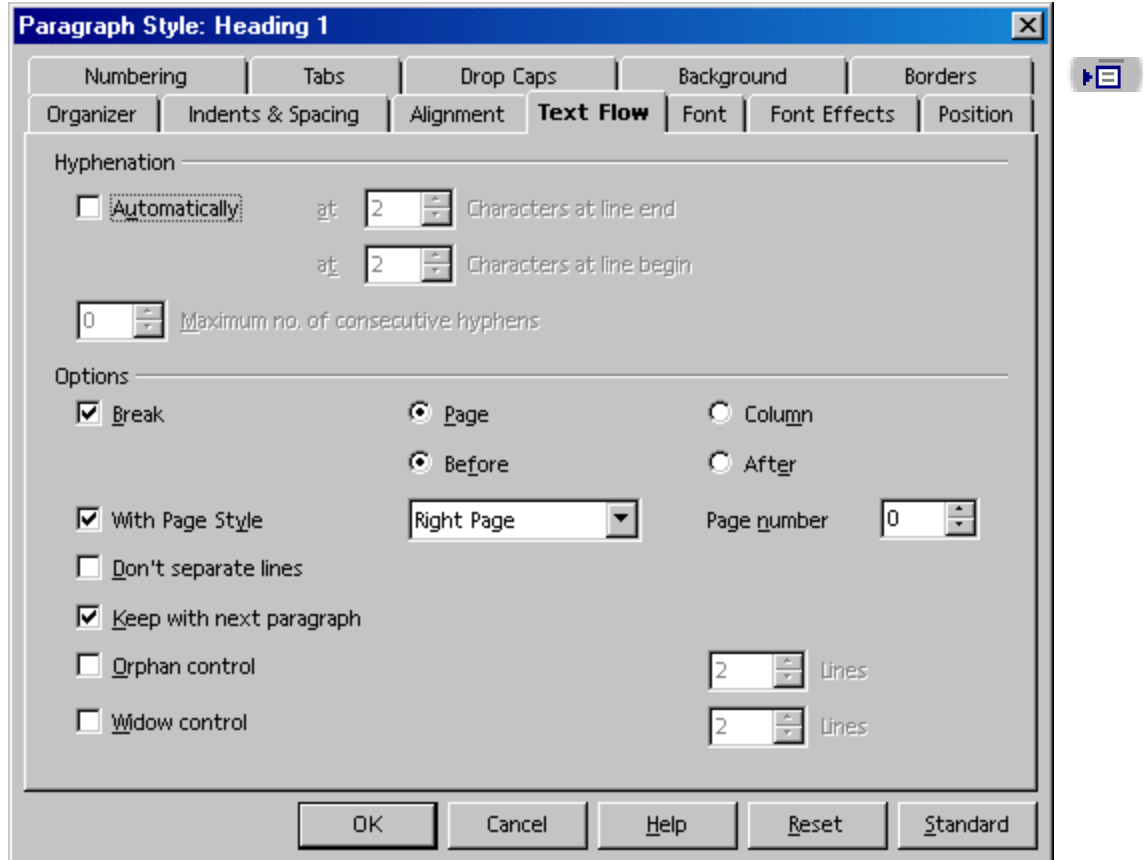 Paragraph Style: Heading 1
Numbering Tabs Drop Caps Background Borders
Organizer Indents & Spacing Alignment Text Flow Font Font Effects Position
Hyphenation
Automatically at 2 Characters at line end
at 2 Characters at line begin
0 Maximum no. of consecutive hyphens
Options
Break Page Column
Before After
With Page Style Right Page Page number 0
Don't separate lines
Keep with next paragraph
Orphan control 2 Lines
Widow control 2 Lines
OK Cancel Help Reset Standard